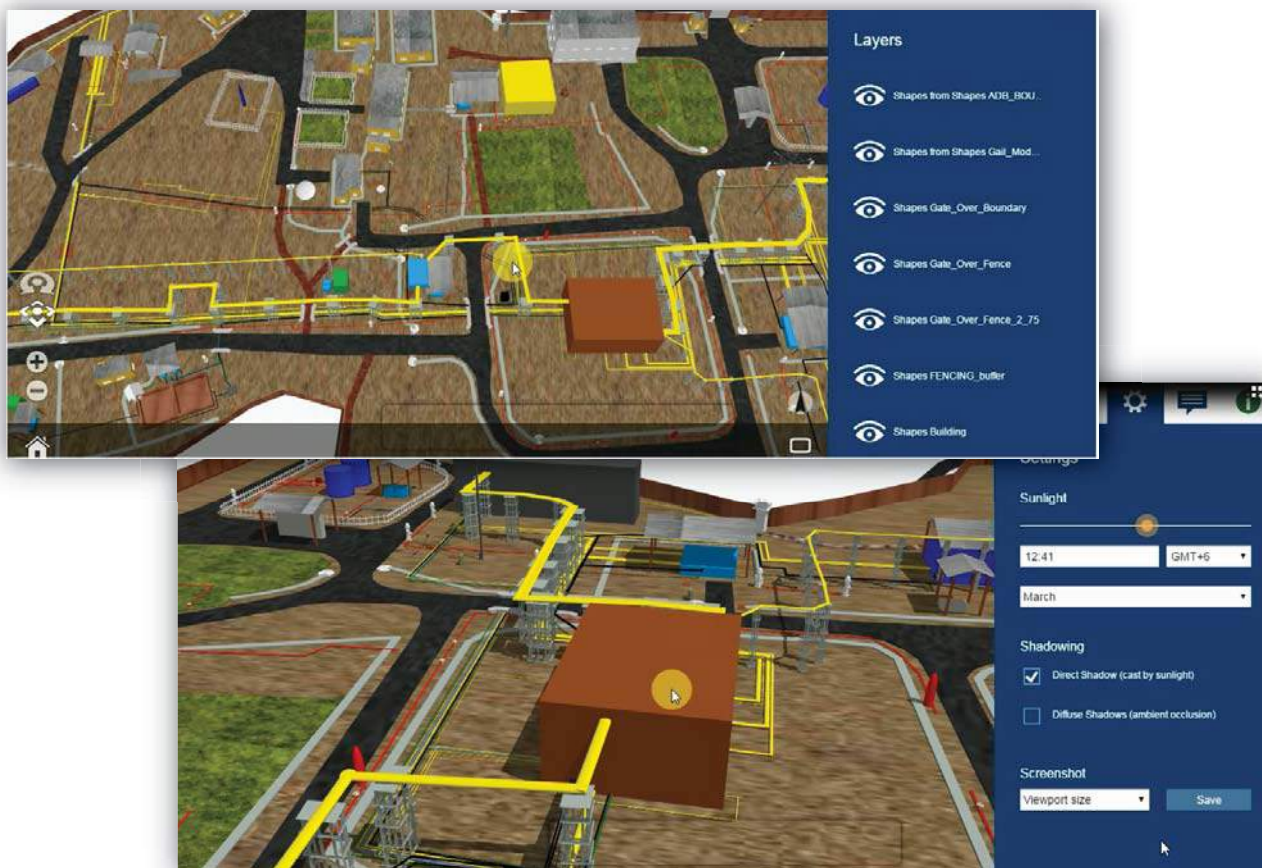 Layers
Shapes from Shapes ADB_BOU..
Shapes from Shapes Gail_Mod...
Shapes Gate_Over_Boundary
Shapes Gate_Over_Fence
Shapes Gate_Over_Fence_2_75
Shapes FENCING_buffer
Shapes Building
Settings
Sunlight
12:41 GMT+6
March
Shadowing
Direct Shadow (cast by sunlight)
Diffuse Shadows (ambient occlusion)
Screenshot
Viewport size Save